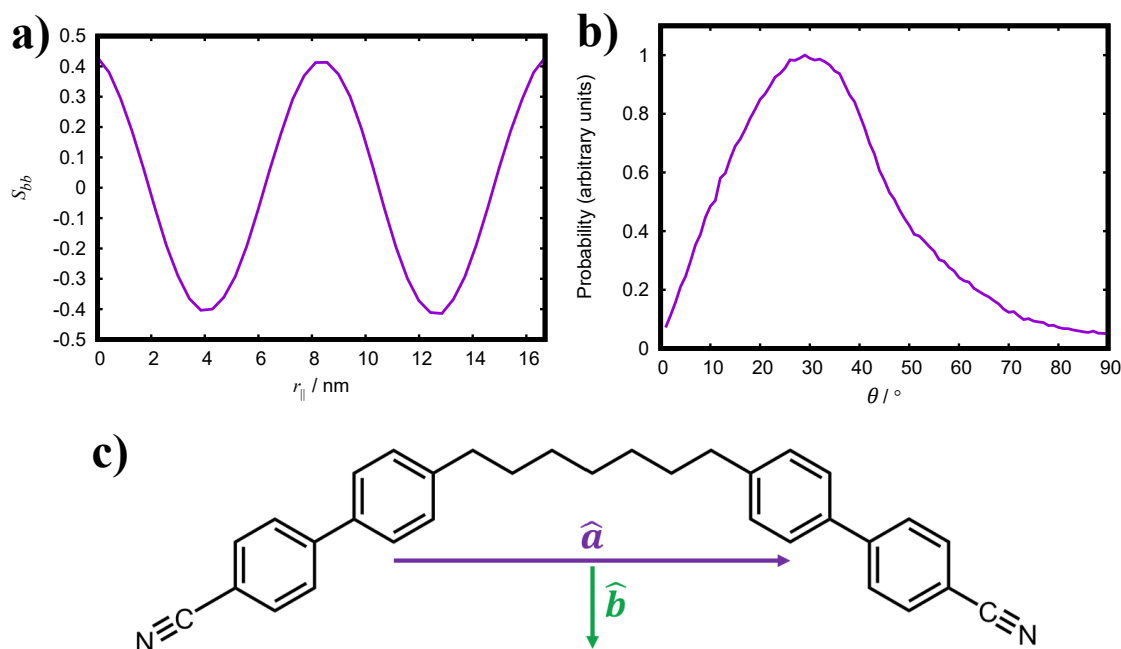 a)
0.5
0.4
0.3
0.2
0.1
0
-0.1
-0.2
-0.3
-0.4
-0.5
S_bb
0 2 4 6 8 10 12 14 16
r_|| / nm
b)
1
0.8
0.6
0.4
0.2
0
Probability (arbitrary units)
0 10 20 30 40 50 60 70 80 90
θ / °
c)
â
b̂
N C
C N